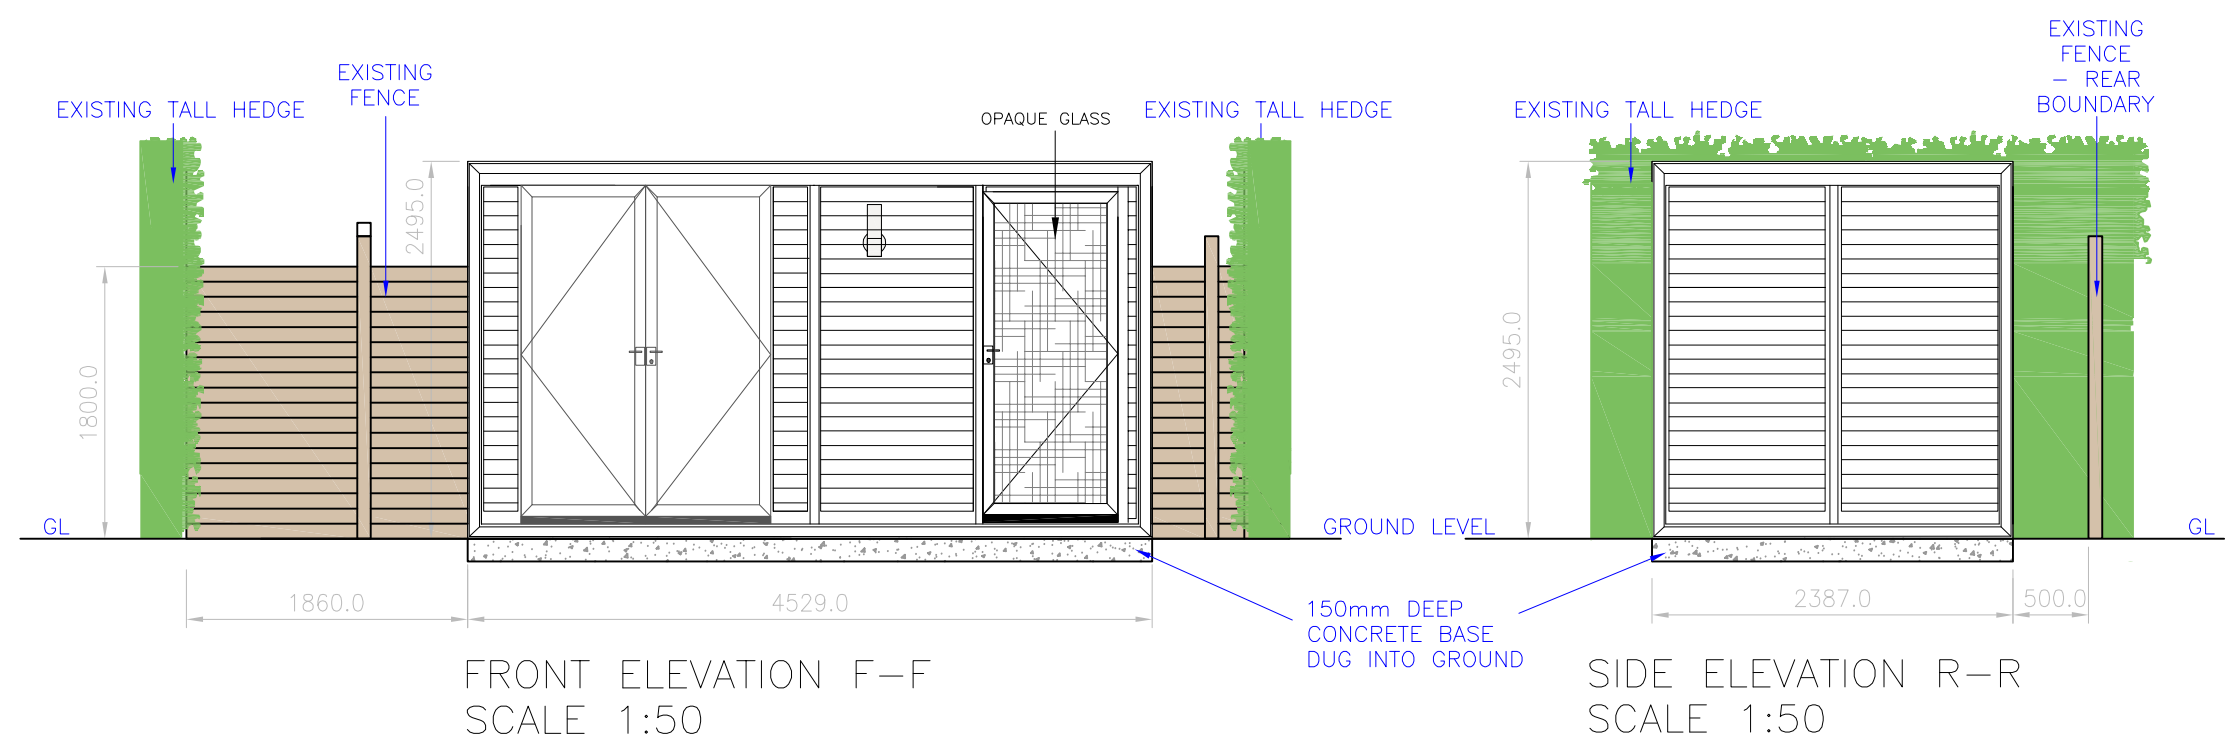 EXISTING TALL HEDGE
EXISTING
FENCE
OPAQUE GLASS
EXISTING TALL HEDGE
2495.0
1800.0
GL
GROUND LEVEL
1860.0
4529.0
150mm DEEP
CONCRETE BASE
DUG INTO GROUND
FRONT ELEVATION F-F
SCALE 1:50
EXISTING TALL HEDGE
EXISTING
FENCE
- REAR
BOUNDARY
2495.0
GL
2387.0
500.0
SIDE ELEVATION R-R
SCALE 1:50